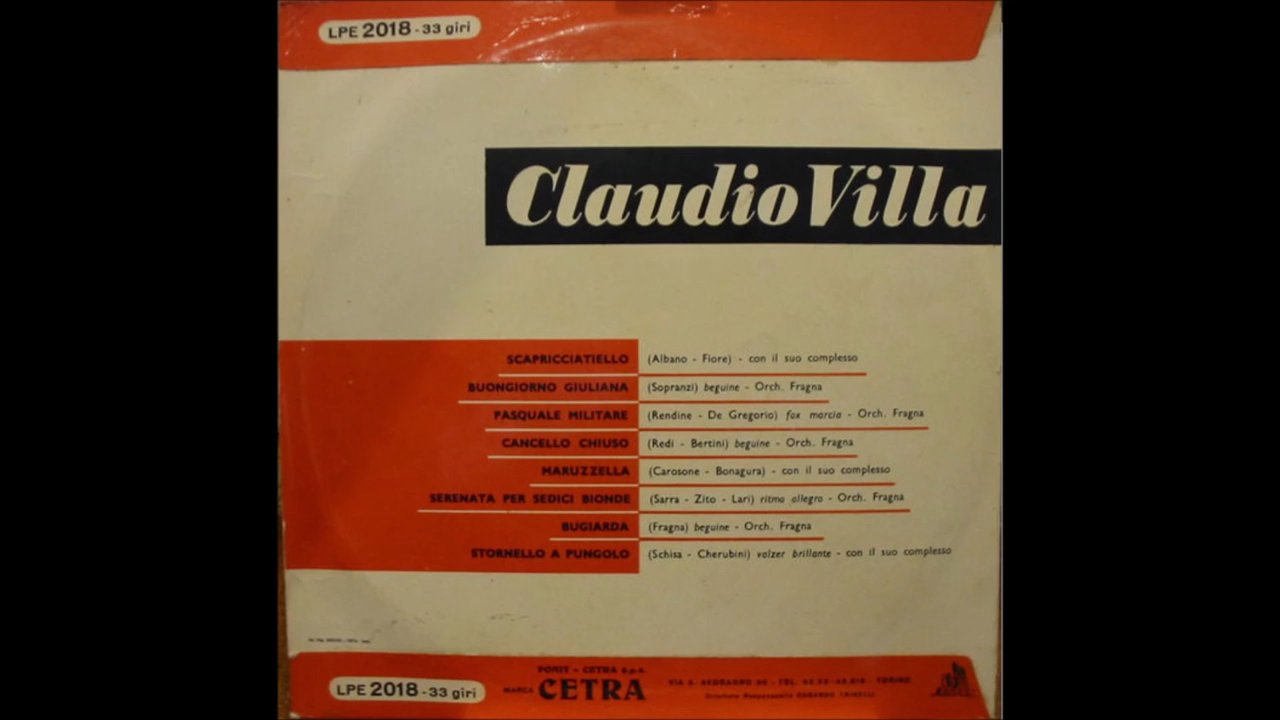 LPE 2018 - 33 giri
Claudio Villa
SCAPRICCIATIELLO (Albano - Fiore) - con il suo complesso
BUONGIORNO GIULIANA (Sopranzi) beguine - Orch. Fragna
PASQUALE MILITARE (Rendine - De Gregorio) fox marcia - Orch. Fragna
CANCELLO CHIUSO (Redi - Bertini) beguine - Orch. Fragna
MARUZZELLA (Carosone - Bonagura) - con il suo complesso
SERENATA PER SEDICI BIONDE (Sarra - Zito - Lari) ritmo allegro - Orch. Fragna
BUGIARDA (Fragna) beguine - Orch. Fragna
STORNELLO A PUNGOLO (Schisa - Cherubini) valzer brillante - con il suo complesso
FONIT - CETRA S.p.A.
MARCA CETRA
TORINO
Direttore Responsabile GERARDO TRINELLI
LPE 2018 - 33 giri